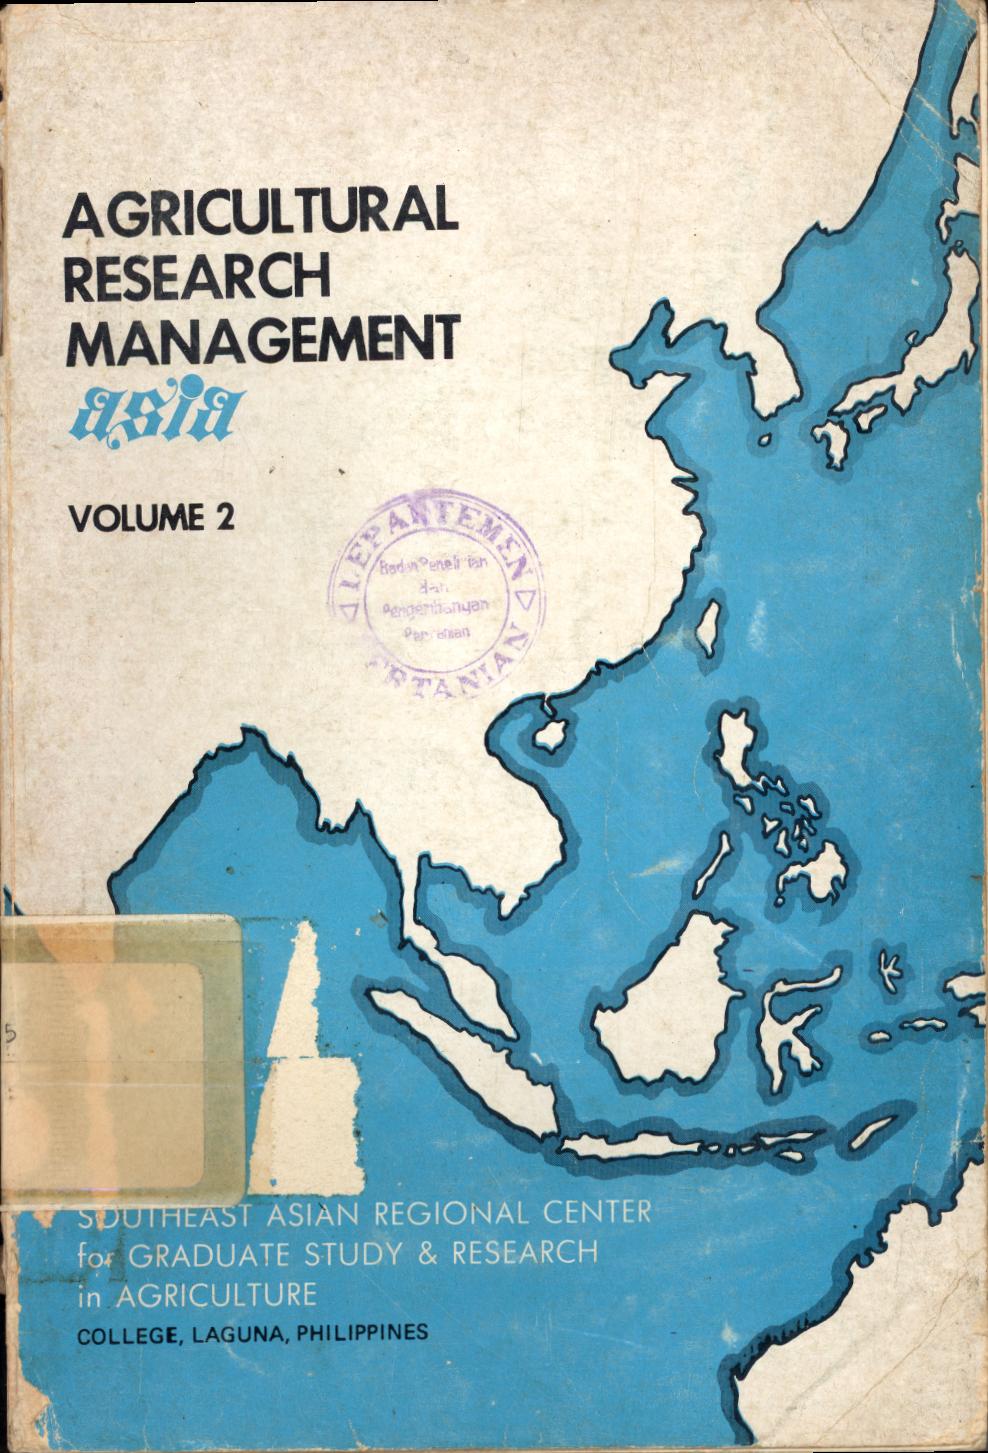 AGRICULTURAL
RESEARCH
MANAGEMENT
asia
VOLUME 2
DEPARTEMEN
Badan Penelitian
dan
Pengembangan
Pertanian
PERTANIAN
5
SOUTHEAST ASIAN REGIONAL CENTER
for GRADUATE STUDY & RESEARCH
in AGRICULTURE
COLLEGE, LAGUNA, PHILIPPINES